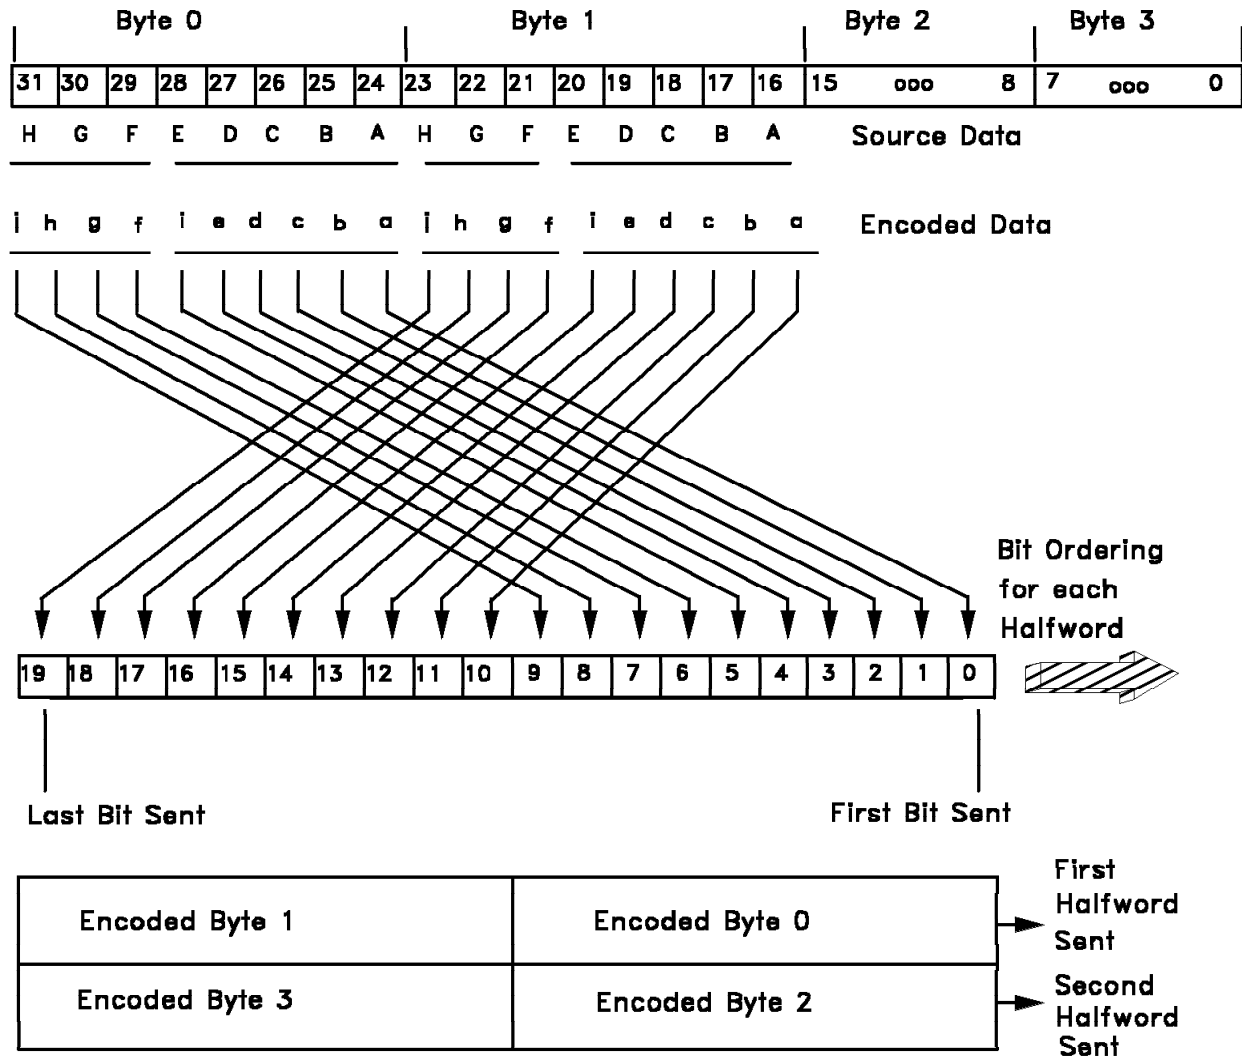 Byte 0 Byte 1 Byte 2 Byte 3
31 30 29 28 27 26 25 24 23 22 21 20 19 18 17 16 15 ooo 8 7 ooo 0
H G F E D C B A H G F E D C B A Source Data
j h g f i e d c b a j h g f i e d c b a Encoded Data
Bit Ordering
for each
Halfword
19 18 17 16 15 14 13 12 11 10 9 8 7 6 5 4 3 2 1 0
Last Bit Sent First Bit Sent
Encoded Byte 1 Encoded Byte 0
First
Halfword
Sent
Encoded Byte 3 Encoded Byte 2
Second
Halfword
Sent